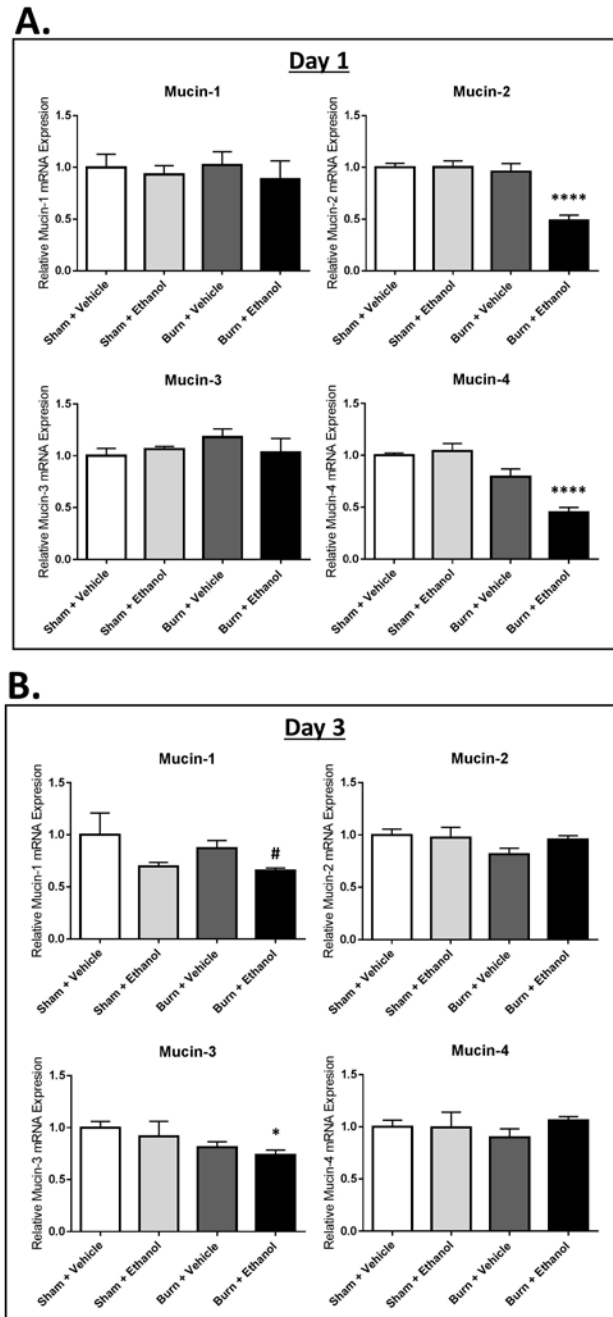 A.
Day 1
Mucin-1
Relative Mucin-1 mRNA Expresion
1.5
1.0
0.5
0.0
Sham + Vehicle
Sham + Ethanol
Burn + Vehicle
Burn + Ethanol
Mucin-2
Relative Mucin-2 mRNA Expresion
1.5
1.0
0.5
0.0
****
Sham + Vehicle
Sham + Ethanol
Burn + Vehicle
Burn + Ethanol
Mucin-3
Relative Mucin-3 mRNA Expresion
1.5
1.0
0.5
0.0
Sham + Vehicle
Sham + Ethanol
Burn + Vehicle
Burn + Ethanol
Mucin-4
Relative Mucin-4 mRNA Expresion
1.5
1.0
0.5
0.0
****
Sham + Vehicle
Sham + Ethanol
Burn + Vehicle
Burn + Ethanol
B.
Day 3
Mucin-1
Relative Mucin-1 mRNA Expresion
1.5
1.0
0.5
0.0
#
Sham + Vehicle
Sham + Ethanol
Burn + Vehicle
Burn + Ethanol
Mucin-2
Relative Mucin-2 mRNA Expresion
1.5
1.0
0.5
0.0
Sham + Vehicle
Sham + Ethanol
Burn + Vehicle
Burn + Ethanol
Mucin-3
Relative Mucin-3 mRNA Expresion
1.5
1.0
0.5
0.0
*
Sham + Vehicle
Sham + Ethanol
Burn + Vehicle
Burn + Ethanol
Mucin-4
Relative Mucin-4 mRNA Expresion
1.5
1.0
0.5
0.0
Sham + Vehicle
Sham + Ethanol
Burn + Vehicle
Burn + Ethanol